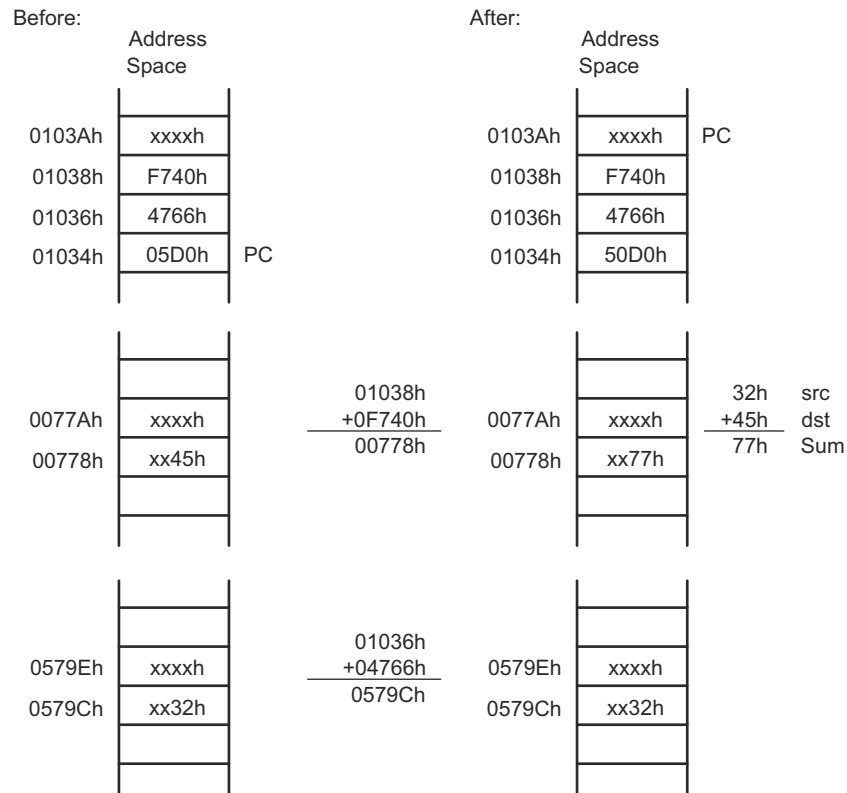 Before:
Address
Space
0103Ah xxxxh
01038h F740h
01036h 4766h
01034h 05D0h PC
0077Ah xxxxh
00778h xx45h
01038h
+0F740h
00778h
0579Eh xxxxh
0579Ch xx32h
01036h
+04766h
0579Ch
After:
Address
Space
0103Ah xxxxh PC
01038h F740h
01036h 4766h
01034h 50D0h
0077Ah xxxxh
00778h xx77h
32h src
+45h dst
77h Sum
0579Eh xxxxh
0579Ch xx32h